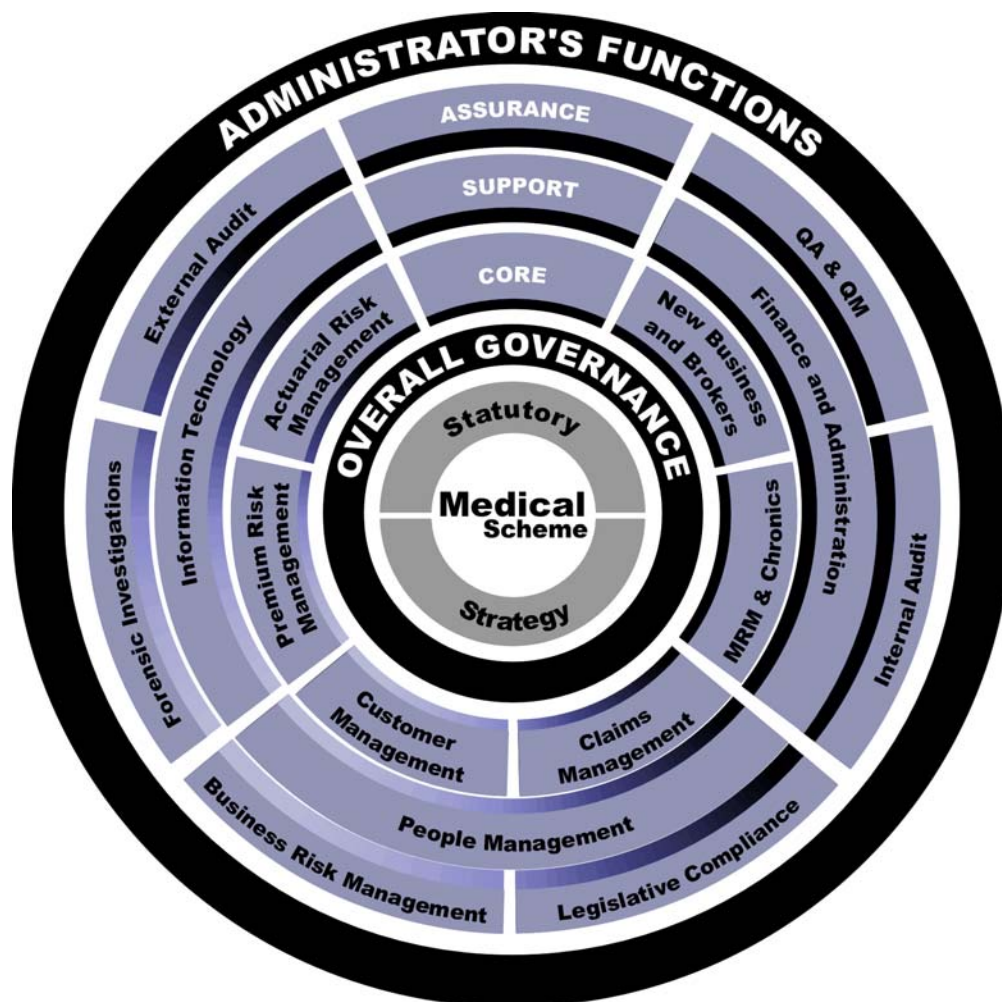 ADMINISTRATOR'S FUNCTIONS
ASSURANCE
SUPPORT
CORE
External Audit
QA & QM
Information Technology
Finance and Administration
Actuarial Risk
Management
New Business
and Brokers
OVERALL GOVERNANCE
Statutory
Medical
Scheme
Strategy
Forensic Investigations
Premium Risk
Management
MRM & Chronics
Internal Audit
Customer
Management
Claims
Management
People Management
Business Risk Management
Legislative Compliance